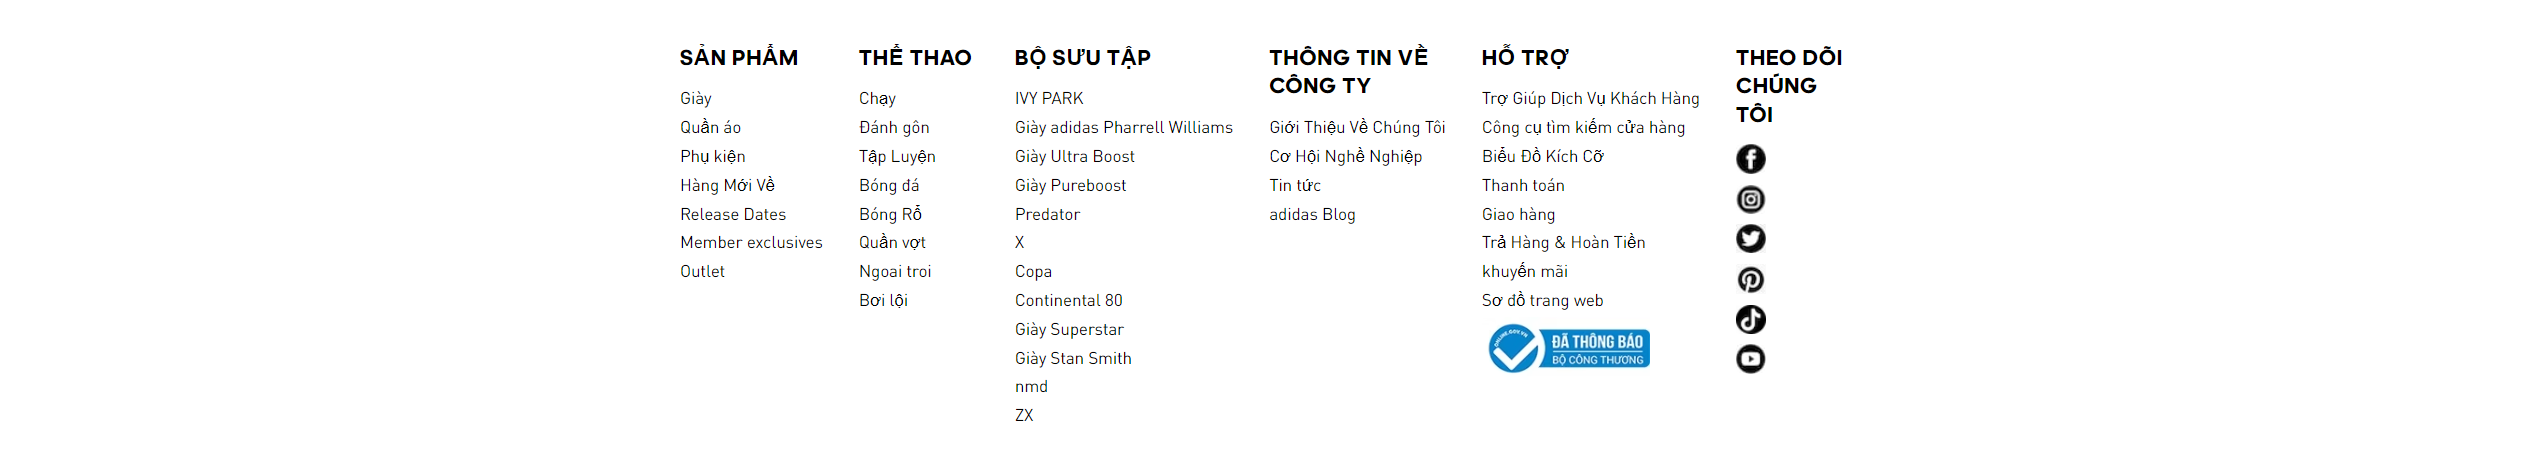 SẢN PHẨM
Giày
Quần áo
Phụ kiện
Hàng Mới Về
Release Dates
Member exclusives
Outlet
THỂ THAO
Chạy
Đánh gôn
Tập Luyện
Bóng đá
Bóng Rổ
Quần vợt
Ngoai troi
Bơi lội
BỘ SƯU TẬP
IVY PARK
Giày adidas Pharrell Williams
Giày Ultra Boost
Giày Pureboost
Predator
X
Copa
Continental 80
Giày Superstar
Giày Stan Smith
nmd
ZX
THÔNG TIN VỀ
CÔNG TY
Giới Thiệu Về Chúng Tôi
Cơ Hội Nghề Nghiệp
Tin tức
adidas Blog
HỖ TRỢ
Trợ Giúp Dịch Vụ Khách Hàng
Công cụ tìm kiếm cửa hàng
Biểu Đồ Kích Cỡ
Thanh toán
Giao hàng
Trả Hàng & Hoàn Tiền
khuyến mãi
Sơ đồ trang web
ONLINE.GOV.VN
ĐÃ THÔNG BÁO
BỘ CÔNG THƯƠNG
THEO DÕI
CHÚNG
TÔI